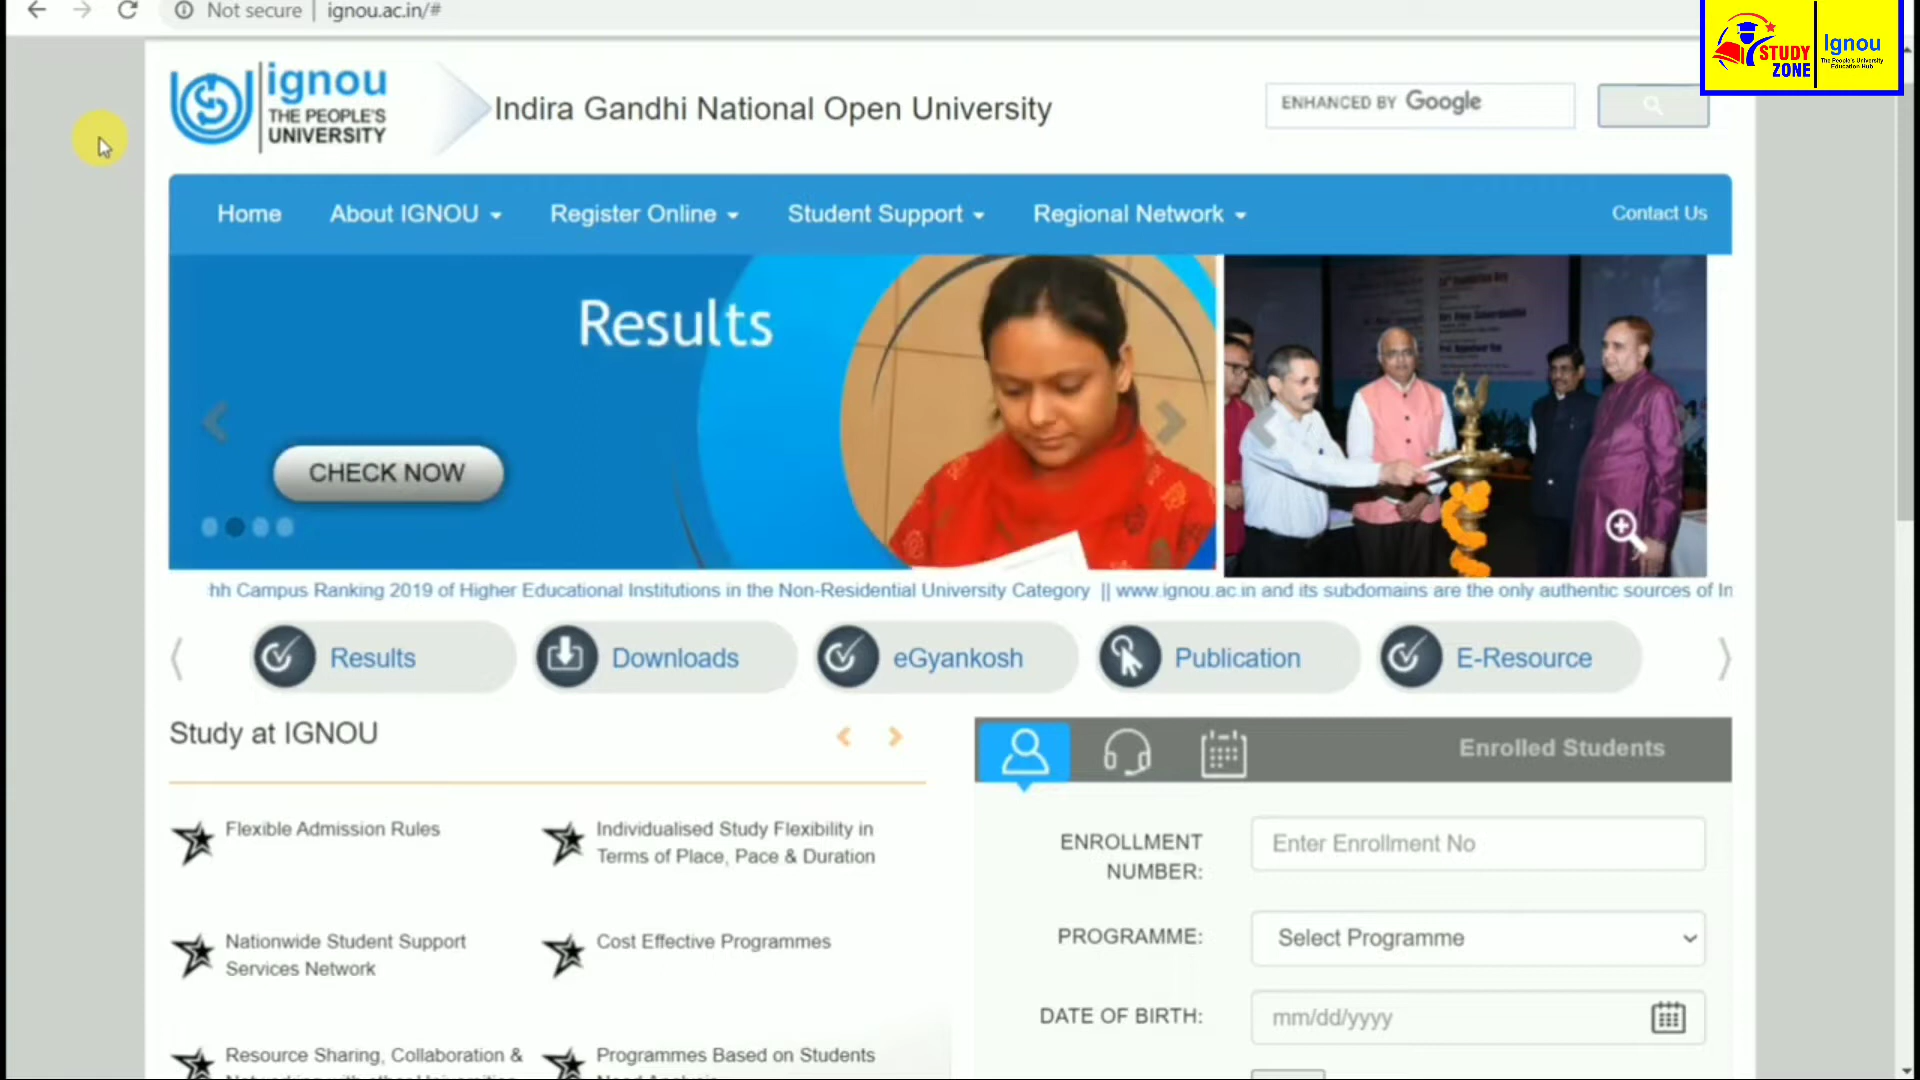 Not secure | ignou.ac.in/#
STUDY ZONE
Ignou
The People's University
Education Hub
ignou
THE PEOPLE'S
UNIVERSITY
Indira Gandhi National Open University
ENHANCED BY Google
Home
About IGNOU
Register Online
Student Support
Regional Network
Contact Us
Results
CHECK NOW
hh Campus Ranking 2019 of Higher Educational Institutions in the Non-Residential University Category || www.ignou.ac.in and its subdomains are the only authentic sources of In
Results
Downloads
eGyankosh
Publication
E-Resource
Study at IGNOU
Enrolled Students
Flexible Admission Rules
Individualised Study Flexibility in
Terms of Place, Pace & Duration
Nationwide Student Support
Services Network
Cost Effective Programmes
Resource Sharing, Collaboration &
Programmes Based on Students
ENROLLMENT
NUMBER:
Enter Enrollment No
PROGRAMME:
Select Programme
DATE OF BIRTH:
mm/dd/yyyy